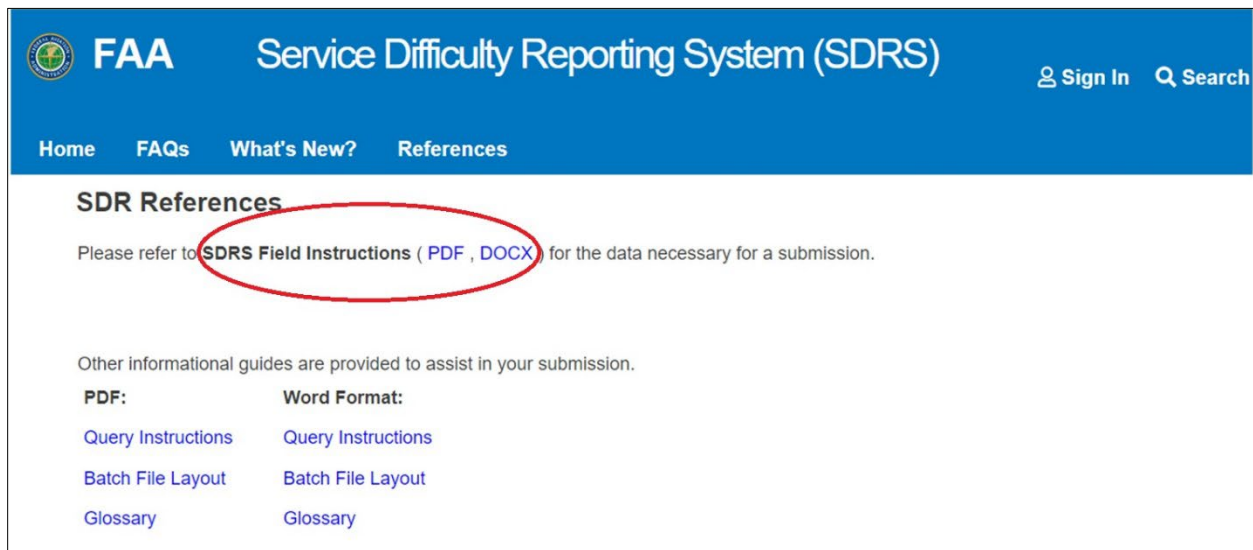 FAA Service Difficulty Reporting System (SDRS)
Sign In Search
Home FAQs What's New? References
SDR References
Please refer to SDRS Field Instructions ( PDF , DOCX ) for the data necessary for a submission.
Other informational guides are provided to assist in your submission.
PDF: Word Format:
Query Instructions Query Instructions
Batch File Layout Batch File Layout
Glossary Glossary